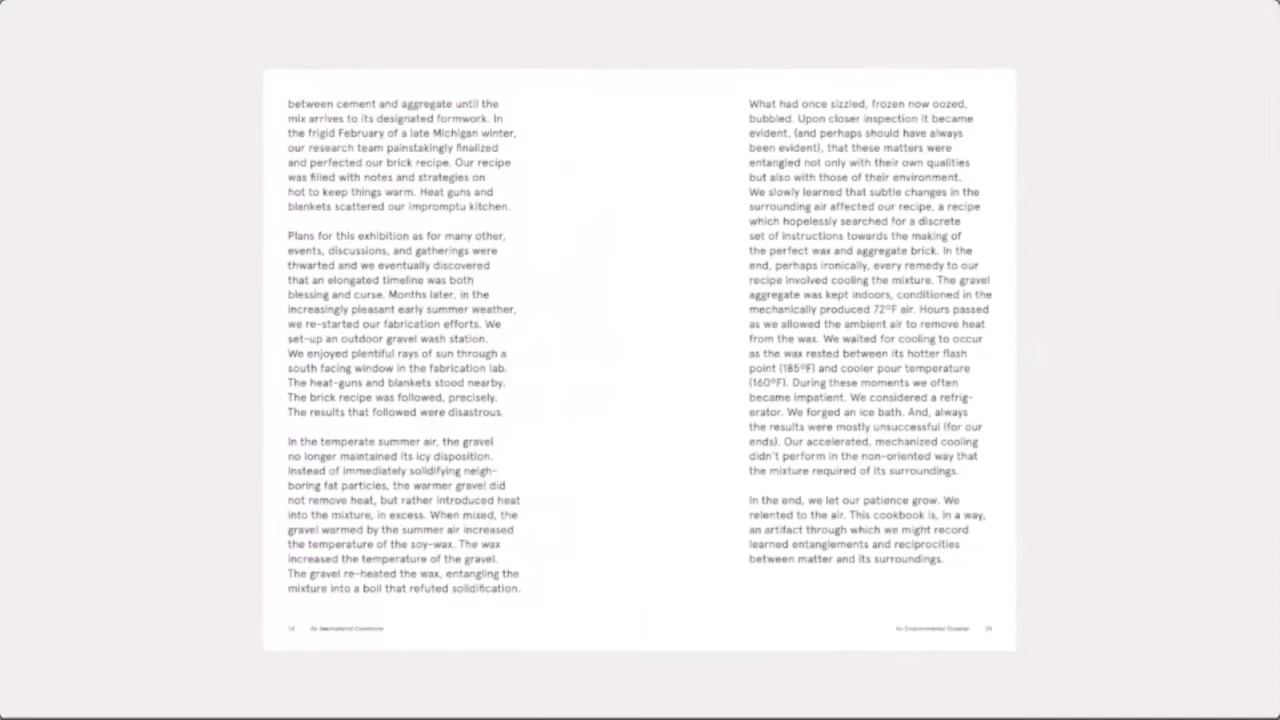 between cement and aggregate until the
mix arrives to its designated formwork. In
the frigid February of a late Michigan winter,
our research team painstakingly finalized
and perfected our brick recipe. Our recipe
was filled with notes and strategies on
hot to keep things warm. Heat guns and
blankets scattered our impromptu kitchen.
Plans for this exhibition as for many other,
events, discussions, and gatherings were
thwarted and we eventually discovered
that an elongated timeline was both
blessing and curse. Months later, in the
increasingly pleasant early summer weather,
we re-started our fabrication efforts. We
set-up an outdoor gravel wash station.
We enjoyed plentiful rays of sun through a
south facing window in the fabrication lab.
The heat-guns and blankets stood nearby.
The brick recipe was followed, precisely.
The results that followed were disastrous.
In the temperate summer air, the gravel
no longer maintained its icy disposition.
Instead of immediately solidifying neigh-
boring fat particles, the warmer gravel did
not remove heat, but rather introduced heat
into the mixture, in excess. When mixed, the
gravel warmed by the summer air increased
the temperature of the soy-wax. The wax
increased the temperature of the gravel.
The gravel re-heated the wax, entangling the
mixture into a boil that refuted solidification.
An Cookbook
What had once sizzled, frozen now oozed,
bubbled. Upon closer inspection it became
evident, (and perhaps should have always
been evident), that these matters were
entangled not only with their own qualities
but also with those of their environment.
We slowly learned that subtle changes in the
surrounding air affected our recipe, a recipe
which hopelessly searched for a discrete
set of instructions towards the making of
the perfect wax and aggregate brick. In the
end, perhaps ironically, every remedy to our
recipe involved cooling the mixture. The gravel
aggregate was kept indoors, conditioned in the
mechanically produced 72ºF air. Hours passed
as we allowed the ambient air to remove heat
from the wax. We waited for cooling to occur
as the wax rested between its hotter flash
point (185ºF) and cooler pour temperature
(160ºF). During these moments we often
became impatient. We considered a refrig-
erator. We forged an ice bath. And, always
the results were mostly unsuccessful (for our
ends). Our accelerated, mechanized cooling
didn't perform in the non-oriented way that
the mixture required of its surroundings.
In the end, we let our patience grow. We
relented to the air. This cookbook is, in a way,
an artifact through which we might record
learned entanglements and reciprocities
between matter and its surroundings.
An Environmental Disaster